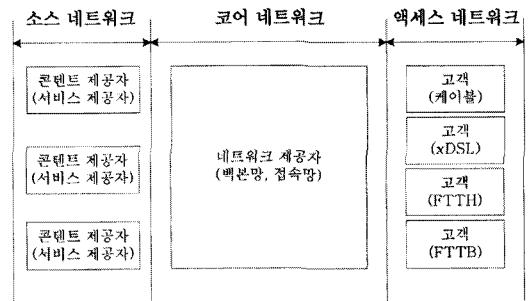 소스 네트워크
코어 네트워크
액세스 네트워크
콘텐트 제공자
(서비스 제공자)
콘텐트 제공자
(서비스 제공자)
콘텐트 제공자
(서비스 제공자)
네트워크 제공자
(백본망, 접속망)
고객
(케이블)
고객
(xDSL)
고객
(FTTH)
고객
(FTTB)